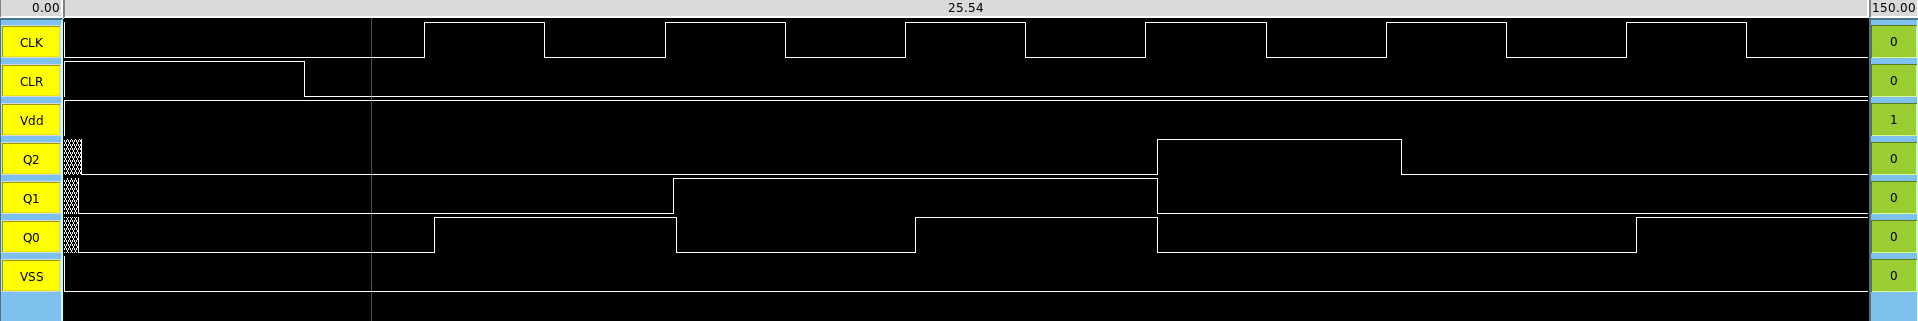 0.00 25.54 150.00
CLK 0
CLR 0
Vdd 1
Q2 0
Q1 0
Q0 0
VSS 0